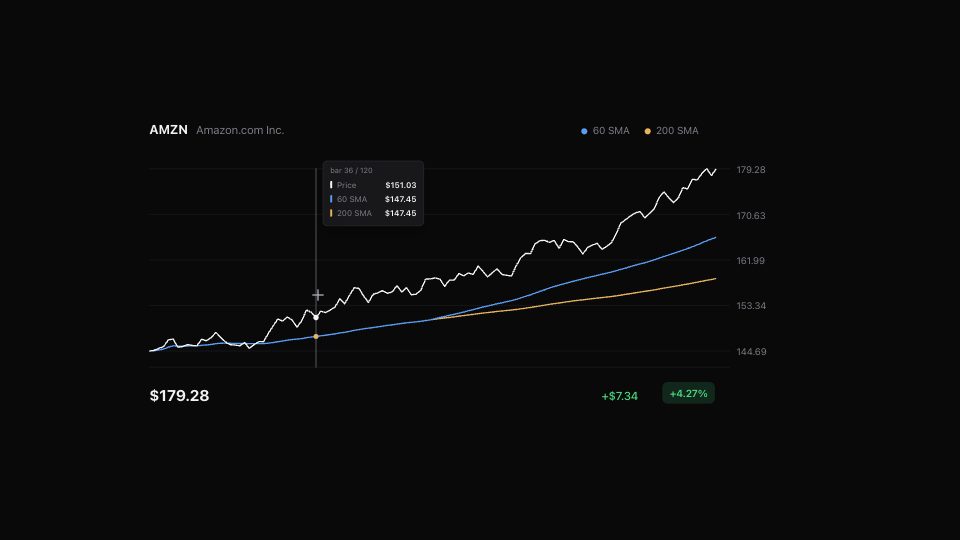 AMZN Amazon.com Inc.
60 SMA 200 SMA
bar 36 / 120
Price $151.03
60 SMA $147.45
200 SMA $147.45
179.28
170.63
161.99
153.34
144.69
$179.28 +$7.34 +4.27%